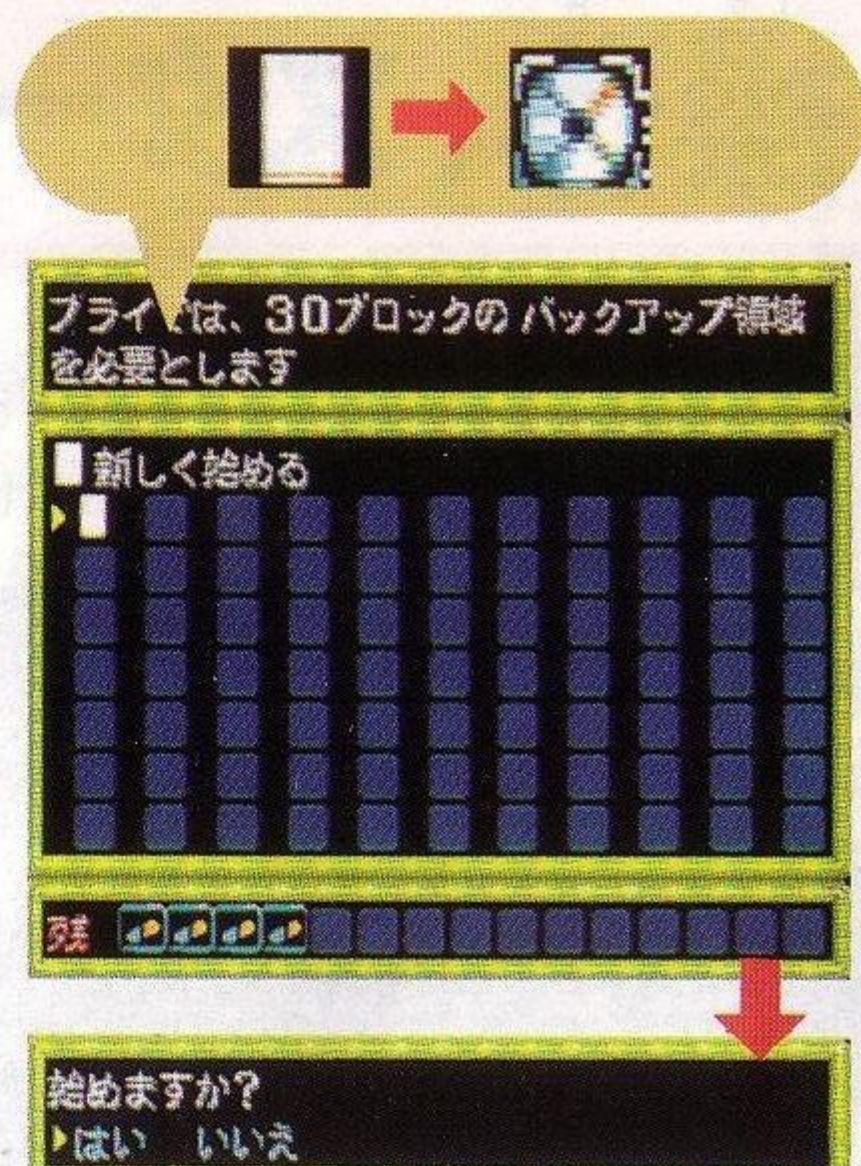 ブライでは、30ブロックの バックアップ領域
を必要とします
新しく始める
残
始めますか?
はい いいえ